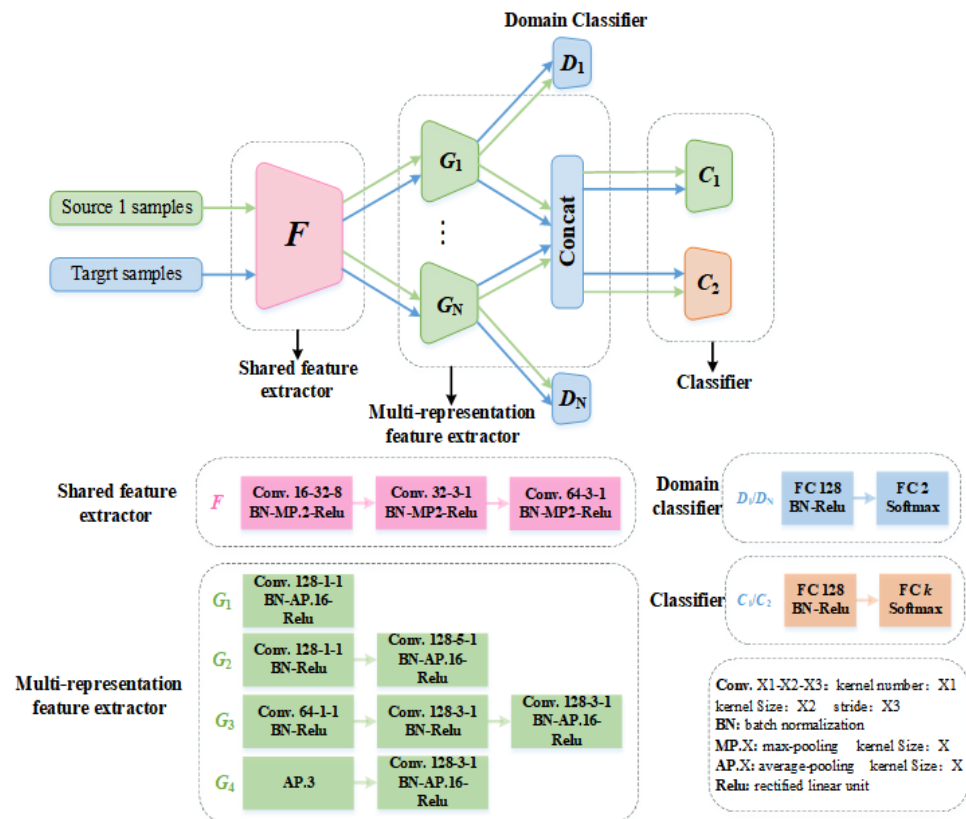 Domain Classifier
D1
G1
C1
Source 1 samples
F
Concat
⋮
Targrt samples
C2
GN
Shared feature
extractor
Classifier
DN
Multi-representation
feature extractor
Shared feature
extractor
F
Conv. 16-32-8
BN-MP.2-Relu
Conv. 32-3-1
BN-MP2-Relu
Conv. 64-3-1
BN-MP2-Relu
Domain
classifier
D1/DN
FC 128
BN-Relu
FC 2
Softmax
Multi-representation
feature extractor
G1
Conv. 128-1-1
BN-AP.16-
Relu
G2
Conv. 128-1-1
BN-Relu
Conv. 128-5-1
BN-AP.16-
Relu
G3
Conv. 64-1-1
BN-Relu
Conv. 128-3-1
BN-Relu
Conv. 128-3-1
BN-AP.16-
Relu
G4
AP.3
Conv. 128-3-1
BN-AP.16-
Relu
Classifier
C1/C2
FC 128
BN-Relu
FC k
Softmax
Conv. X1-X2-X3: kernel number: X1
kernel Size: X2 stride: X3
BN: batch normalization
MP.X: max-pooling kernel Size: X
AP.X: average-pooling kernel Size: X
Relu: rectified linear unit